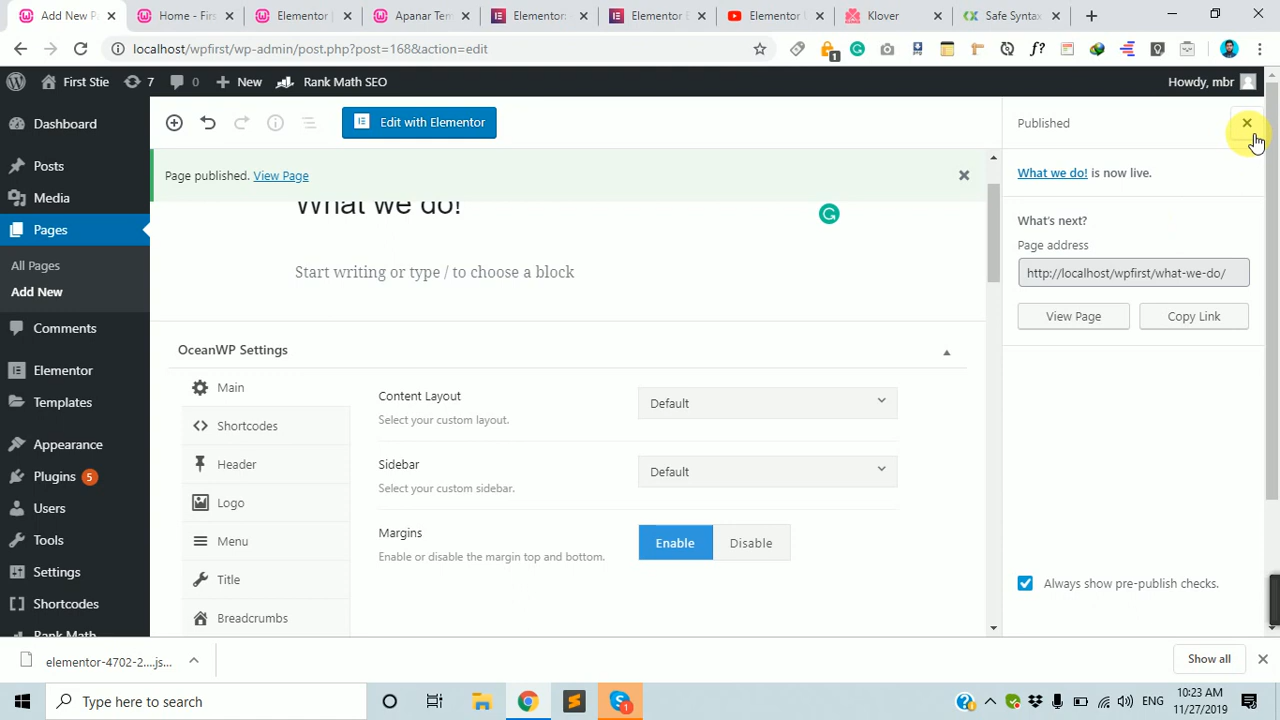 Add New P
Home - Firs
Elementor |
Apanar Tem
Elementor:
Elementor E
Elementor U
Klover
Safe Syntax
localhost/wpfirst/wp-admin/post.php?post=168&action=edit
1
f?
First Stie
7
0
New
Rank Math SEO
Howdy, mbr
Dashboard
Posts
Media
Pages
All Pages
Add New
Comments
Elementor
Templates
Appearance
Plugins 5
Users
Tools
Settings
Shortcodes
Rank Math
Edit with Elementor
Page published. View Page
What we do!
Start writing or type / to choose a block
OceanWP Settings
Main
Shortcodes
Header
Logo
Menu
Title
Breadcrumbs
Content Layout
Select your custom layout.
Default
Sidebar
Select your custom sidebar.
Default
Margins
Enable or disable the margin top and bottom.
Enable Disable
Published
What we do! is now live.
What's next?
Page address
http://localhost/wpfirst/what-we-do/
View Page
Copy Link
Always show pre-publish checks.
elementor-4702-2....js...
Show all
Type here to search
1
ENG
10:23 AM
11/27/2019